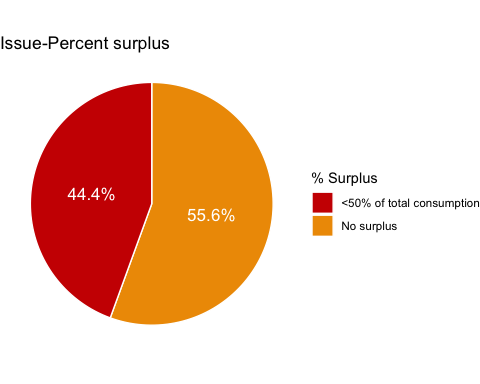 Issue-Percent surplus
44.4%
55.6%
% Surplus
<50% of total consumption
No surplus